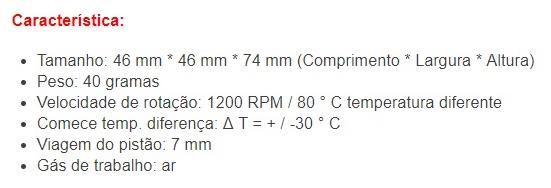 Característica:
Tamanho: 46 mm * 46 mm * 74 mm (Comprimento * Largura * Altura)
Peso: 40 gramas
Velocidade de rotação: 1200 RPM / 80 ° C temperatura diferente
Comece temp. diferença: Δ T = + / -30 ° C
Viagem do pistão: 7 mm
Gás de trabalho: ar